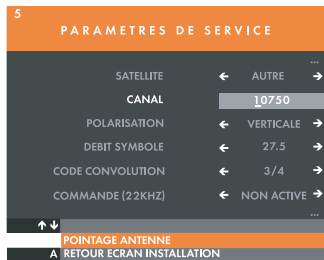 5
PARAMETRES DE SERVICE
...
SATELLITE ← AUTRE →
CANAL 10750
POLARISATION ← VERTICALE →
DEBIT SYMBOLE ← 27.5 →
CODE CONVOLUTION ← 3/4 →
COMMANDE (22KHZ) ← NON ACTIVE →
...
↑↓
POINTAGE ANTENNE
A RETOUR ECRAN INSTALLATION